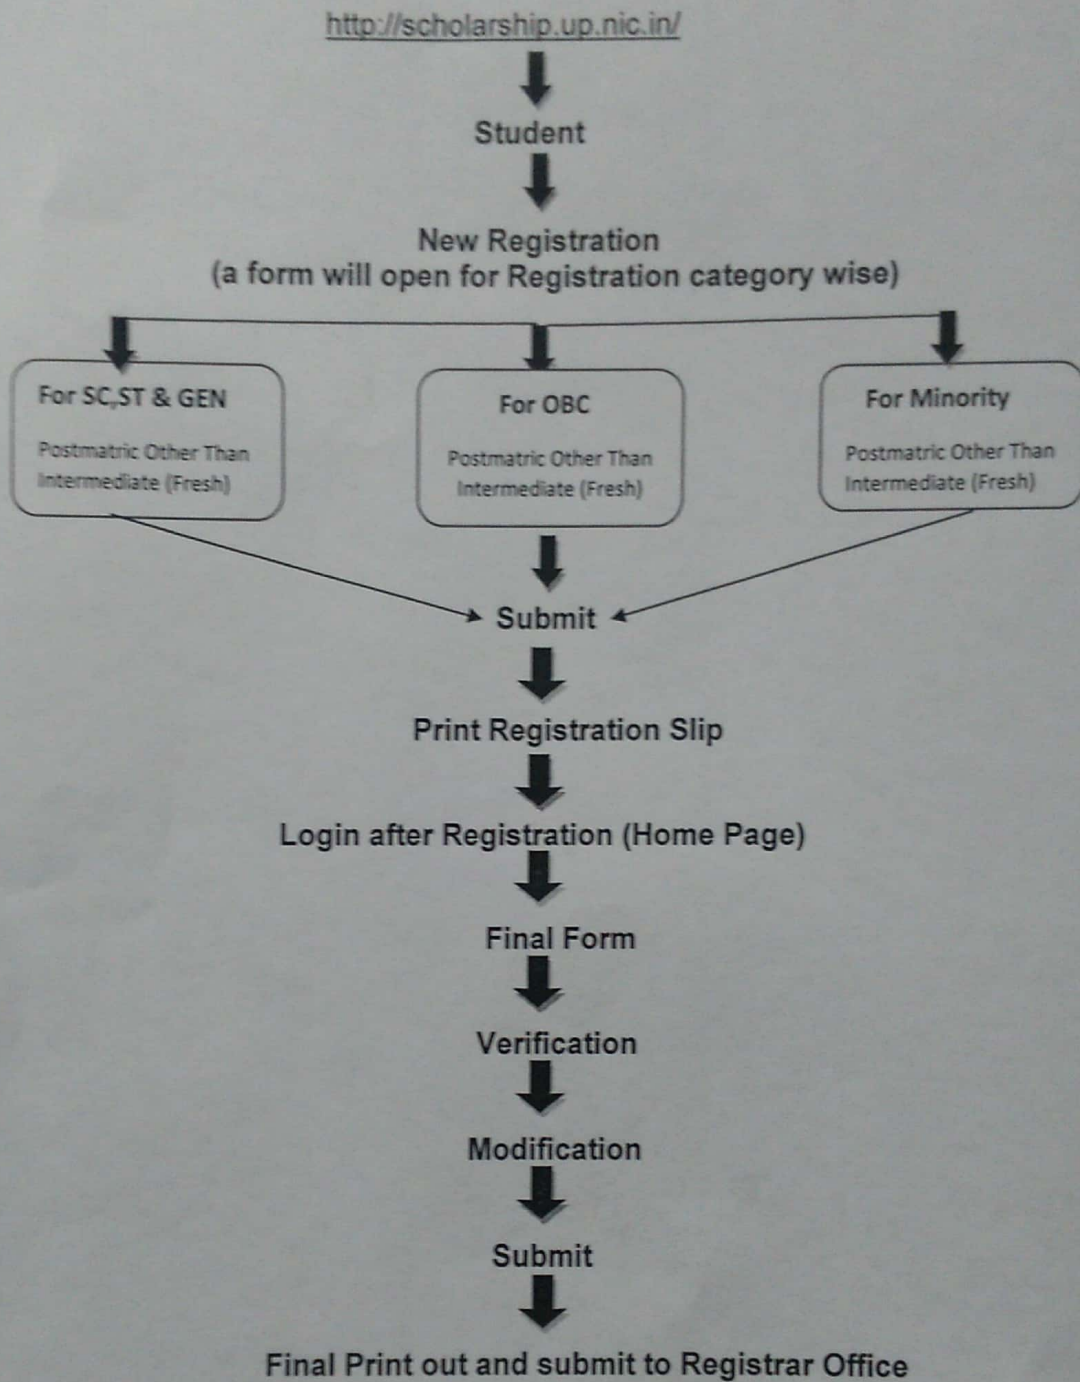 http://scholarship.up.nic.in/
Student
New Registration
(a form will open for Registration category wise)
For SC,ST & GEN
Postmatric Other Than
Intermediate (Fresh)
For OBC
Postmatric Other Than
Intermediate (Fresh)
For Minority
Postmatric Other Than
Intermediate (Fresh)
Submit
Print Registration Slip
Login after Registration (Home Page)
Final Form
Verification
Modification
Submit
Final Print out and submit to Registrar Office